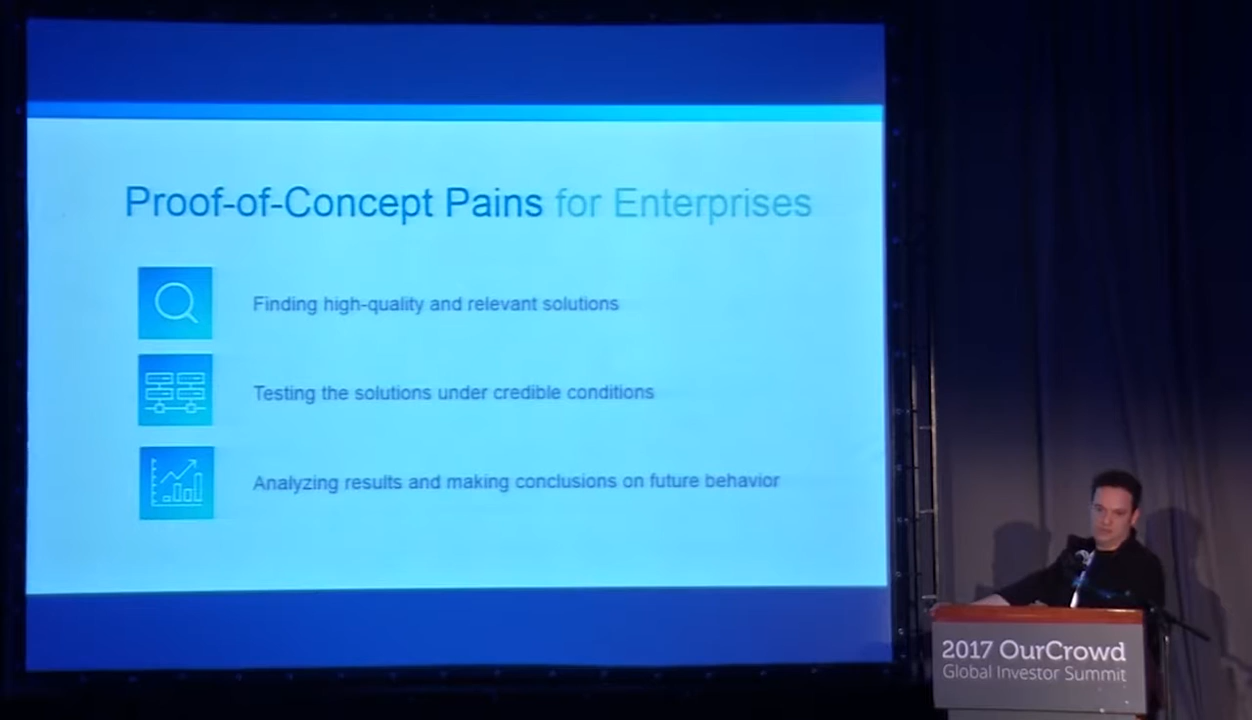 Proof-of-Concept Pains for Enterprises
Finding high-quality and relevant solutions
Testing the solutions under credible conditions
Analyzing results and making conclusions on future behavior
2017 OurCrowd
Global Investor Summit